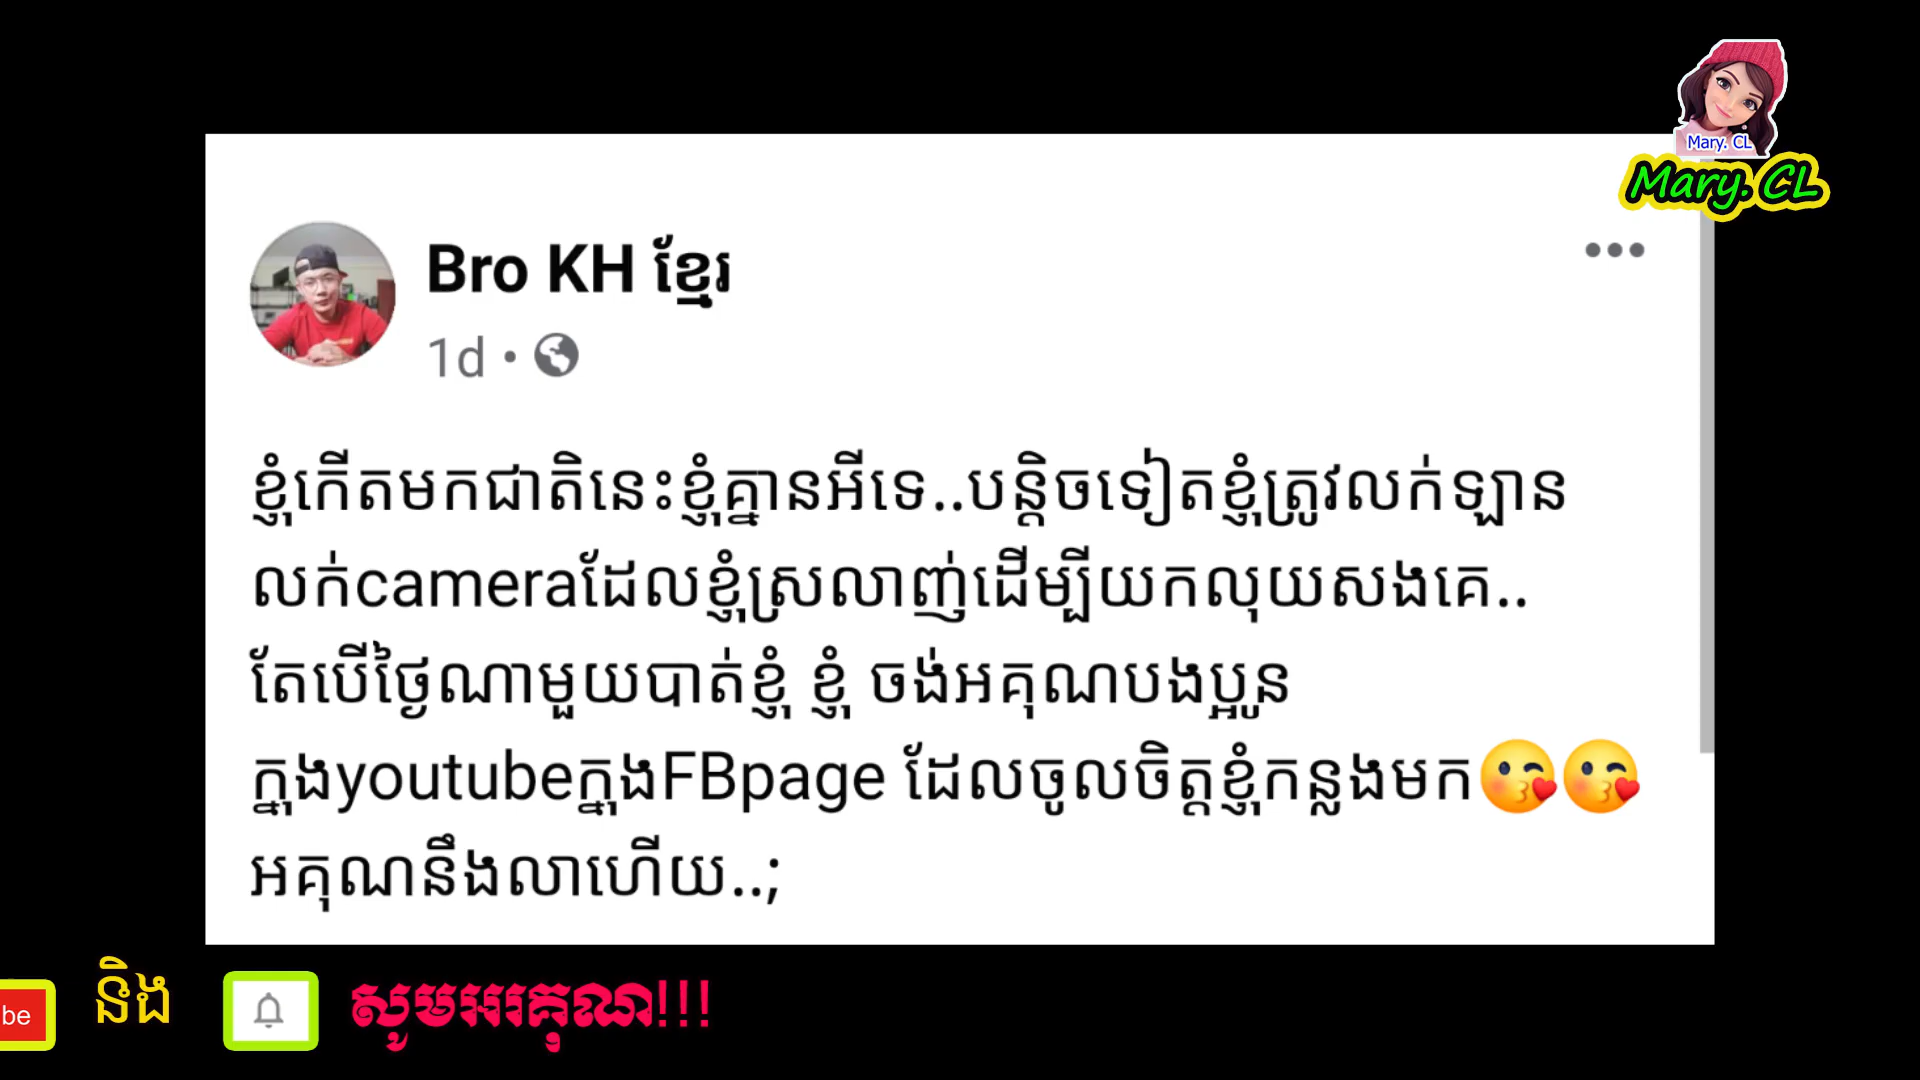 Mary. CL
Mary. CL
Bro KH ខ្មែរ
1d •
ខ្ញុំកើតមកជាតិនេះខ្ញុំគ្នានអីទេ..បន្តិចទៀតខ្ញុំត្រូវលក់ឡាន
លក់cameraដែលខ្ញុំស្រលាញ់ដើម្បីយកលុយសងគេ..
តែបើថ្ងៃណាមួយបាត់ខ្ញុំ ខ្ញុំ ចង់អគុណបងប្អូន
ក្នុងyoutubeក្នុងFBpage ដែលចូលចិត្តខ្ញុំកន្លងមក😘😘
អគុណនឹងលាហើយ..;
be និង សូមអរគុណ!!!